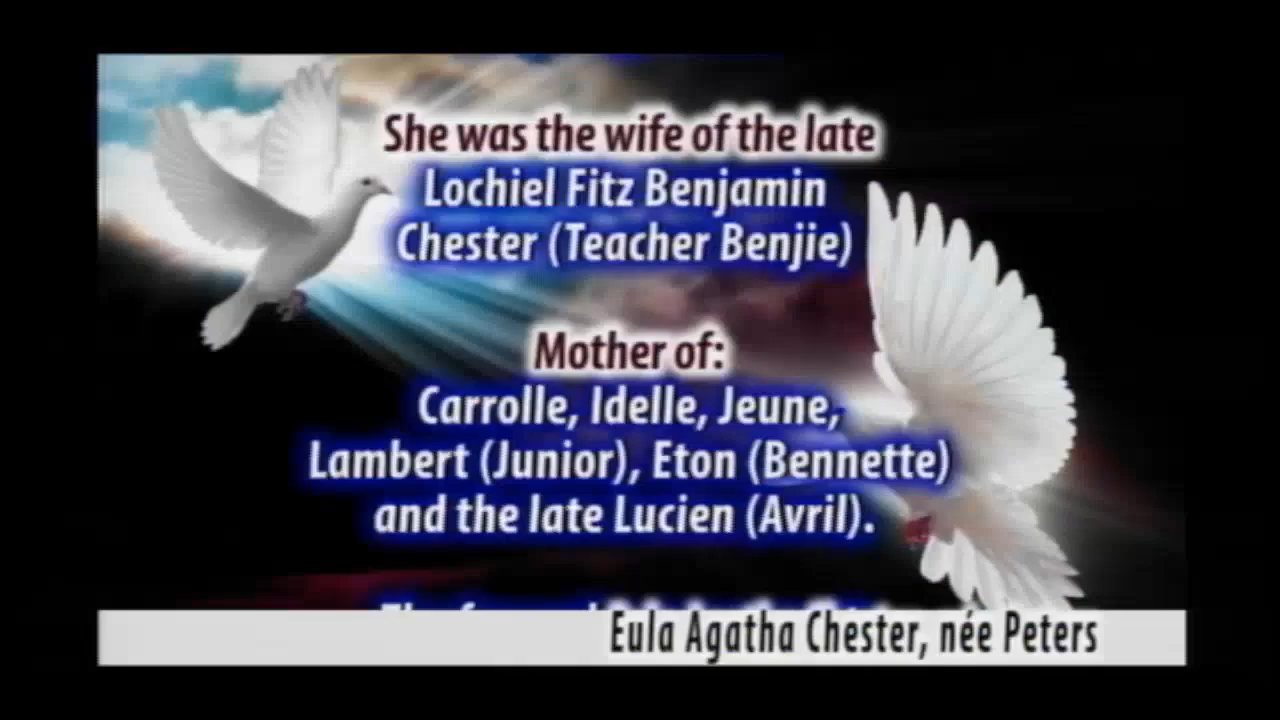 She was the wife of the late
Lochiel Fitz Benjamin
Chester (Teacher Benjie)
Mother of:
Carrolle, Idelle, Jeune,
Lambert (Junior), Eton (Bennette)
and the late Lucien (Avril).
Eula Agatha Chester, née Peters